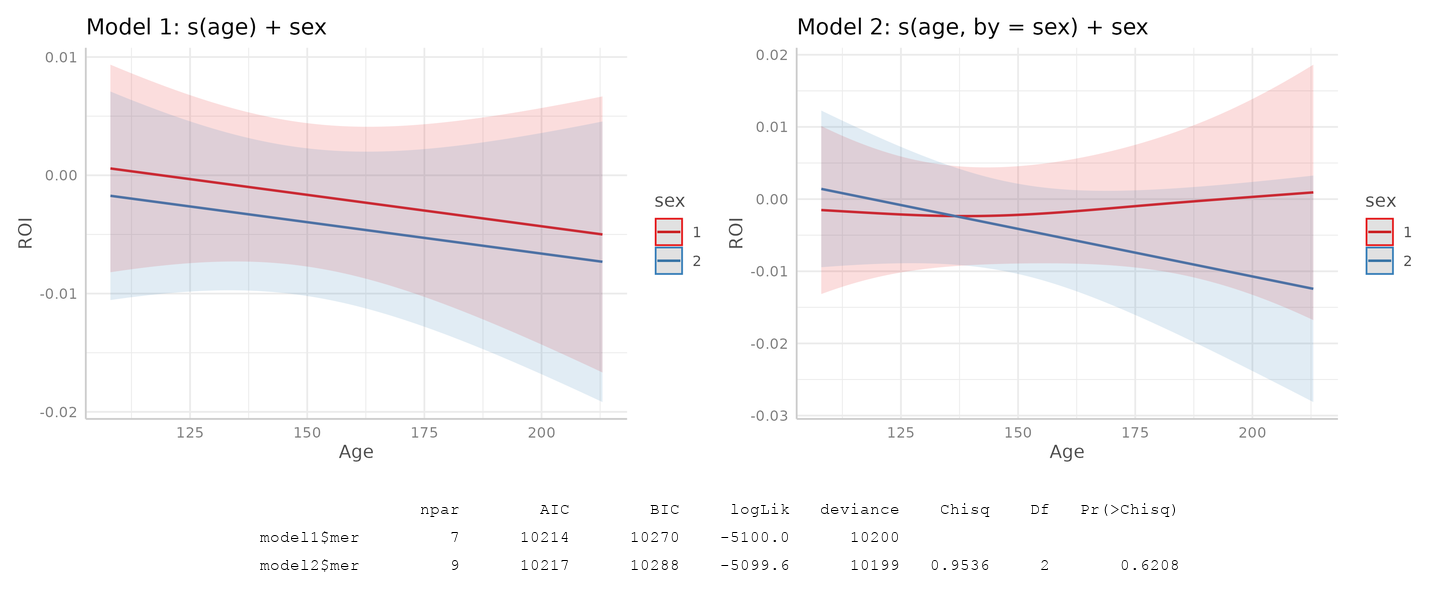 Model 1: s(age) + sex
0.01
0.00
-0.01
-0.02
ROI
125 150 175 200
Age
sex
1
2
Model 2: s(age, by = sex) + sex
0.02
0.01
0.00
-0.01
-0.02
-0.03
ROI
125 150 175 200
Age
sex
1
2
npar AIC BIC logLik deviance Chisq Df Pr(>Chisq)
model1$mer 7 10214 10270 -5100.0 10200
model2$mer 9 10217 10288 -5099.6 10199 0.9536 2 0.6208